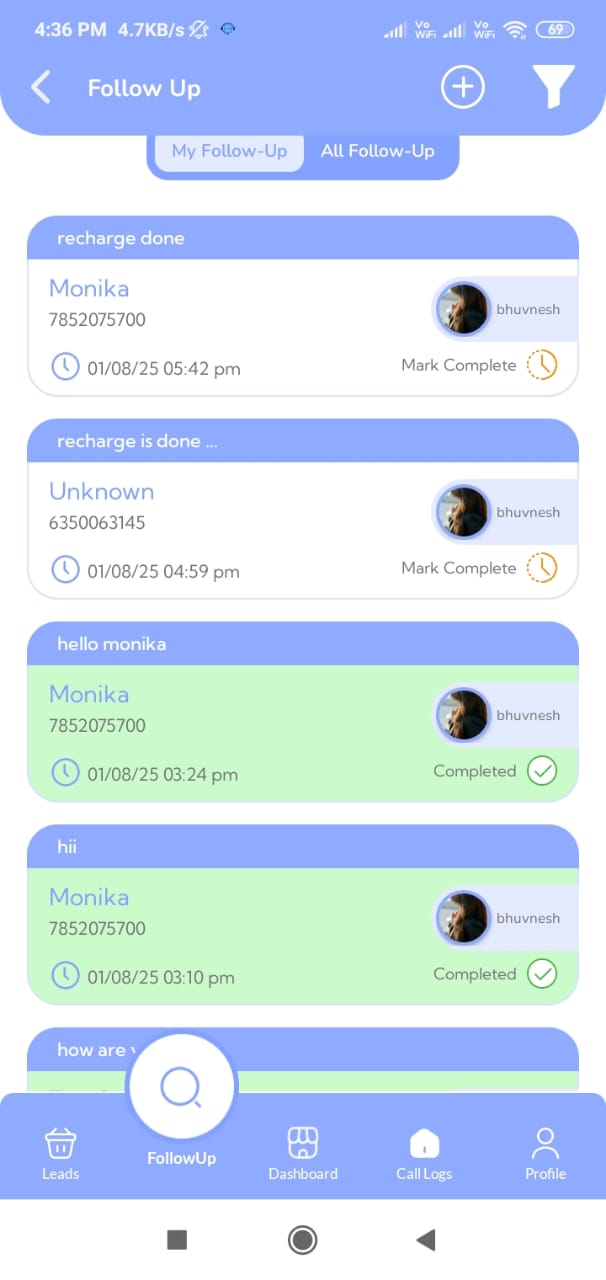 4:36 PM 4.7KB/s Vo WiFi Vo WiFi 69
Follow Up
My Follow-Up All Follow-Up
recharge done
Monika
7852075700
bhuvnesh
01/08/25 05:42 pm
Mark Complete
recharge is done ...
Unknown
6350063145
bhuvnesh
01/08/25 04:59 pm
Mark Complete
hello monika
Monika
7852075700
bhuvnesh
01/08/25 03:24 pm
Completed
hii
Monika
7852075700
bhuvnesh
01/08/25 03:10 pm
Completed
how are
Leads
FollowUp
Dashboard
Call Logs
Profile